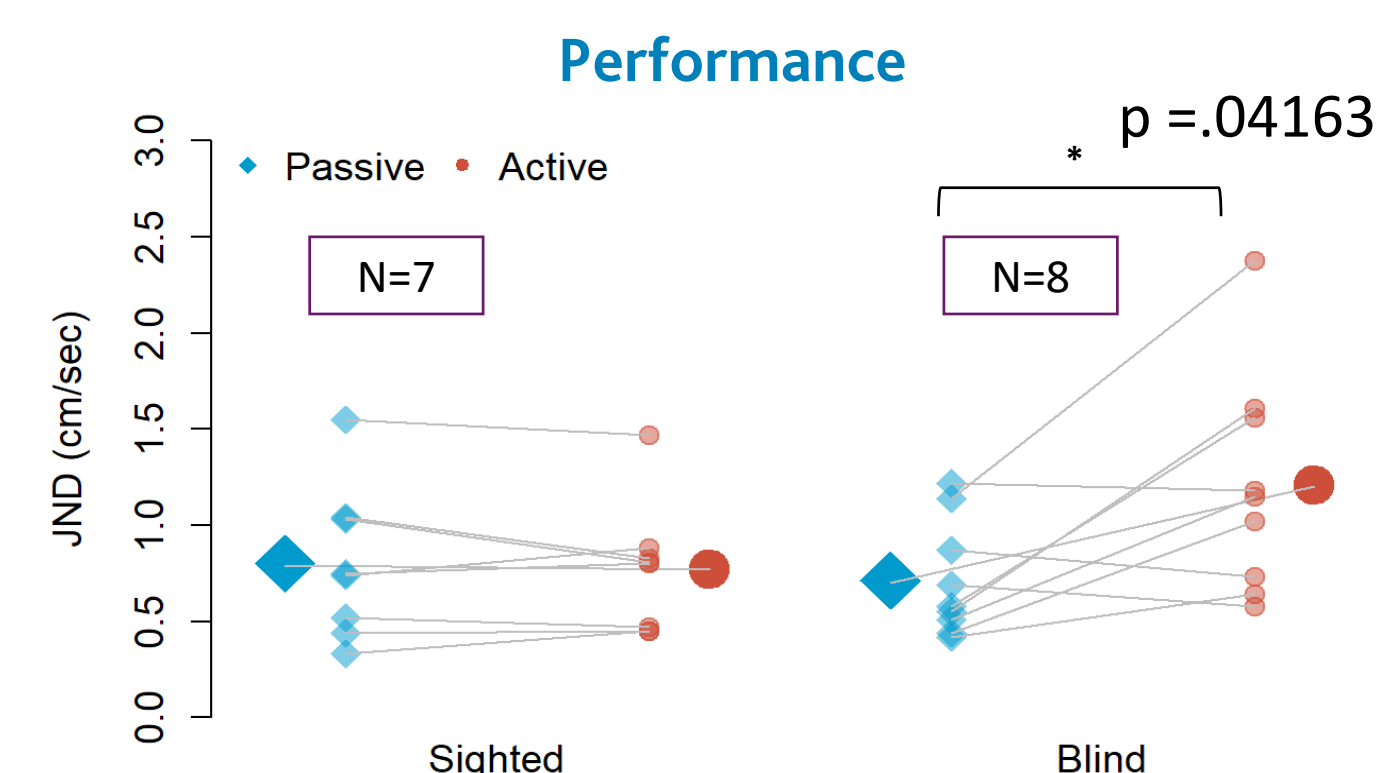 Performance
p =.04163
*
Passive Active
N=7
N=8
JND (cm/sec)
3.0
2.5
2.0
1.5
1.0
0.5
0.0
Sighted
Blind